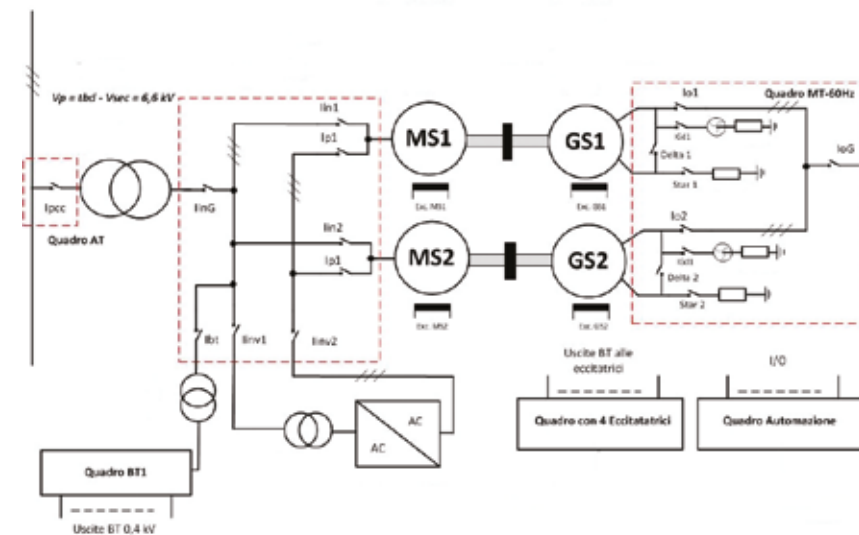 Vp = tbd - Vsec = 6,6 kV
Quadro MT-60Hz
Iin1
Ip1
MS1
GS1
Io1
IGd1
Delta 1
Star 1
IoG
Exc. MS1
Exc. GS1
Ipcc
Quadro AT
IinG
Iin2
Ip1
MS2
GS2
Io2
Delta 2
Star 2
Exc. MS2
Exc. GS2
Ibt
Iinv1
Iinv2
Uscite BT alle
eccitatrici
I/O
Quadro con 4 Eccitatatrici
Quadro Automazione
AC
AC
Quadro BT1
Uscite BT 0,4 kV